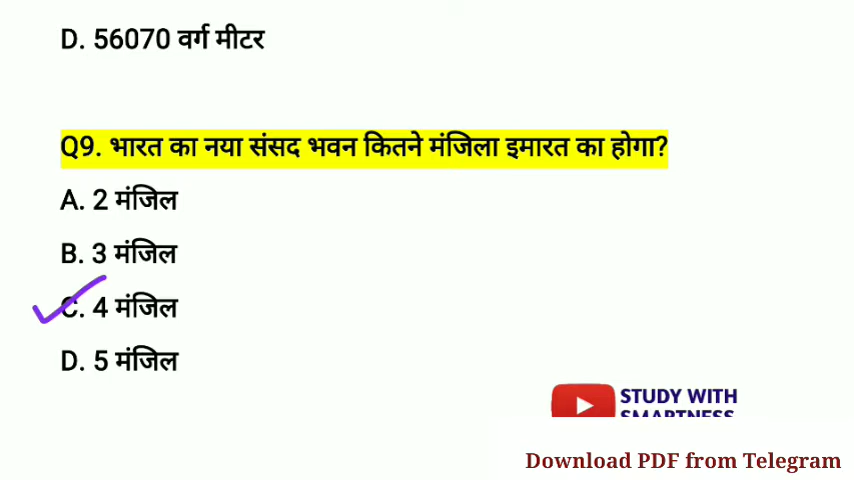 D. 56070 वर्ग मीटर
Q9. भारत का नया संसद भवन कितने मंजिला इमारत का होगा?
A. 2 मंजिल
B. 3 मंजिल
C. 4 मंजिल
D. 5 मंजिल
STUDY WITH
SMARTNESS
Download PDF from Telegram